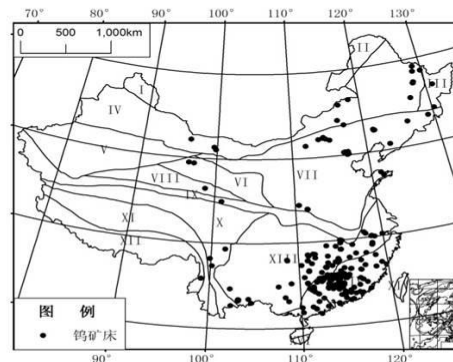 70° 80° 90° 100° 110° 120° 130°
0 500 1,000km
II
I
III
IV
V
VIII
VI
VII
IX
XI
X
XII
XIII
图 例
钨矿床
90° 100° 110° 120°